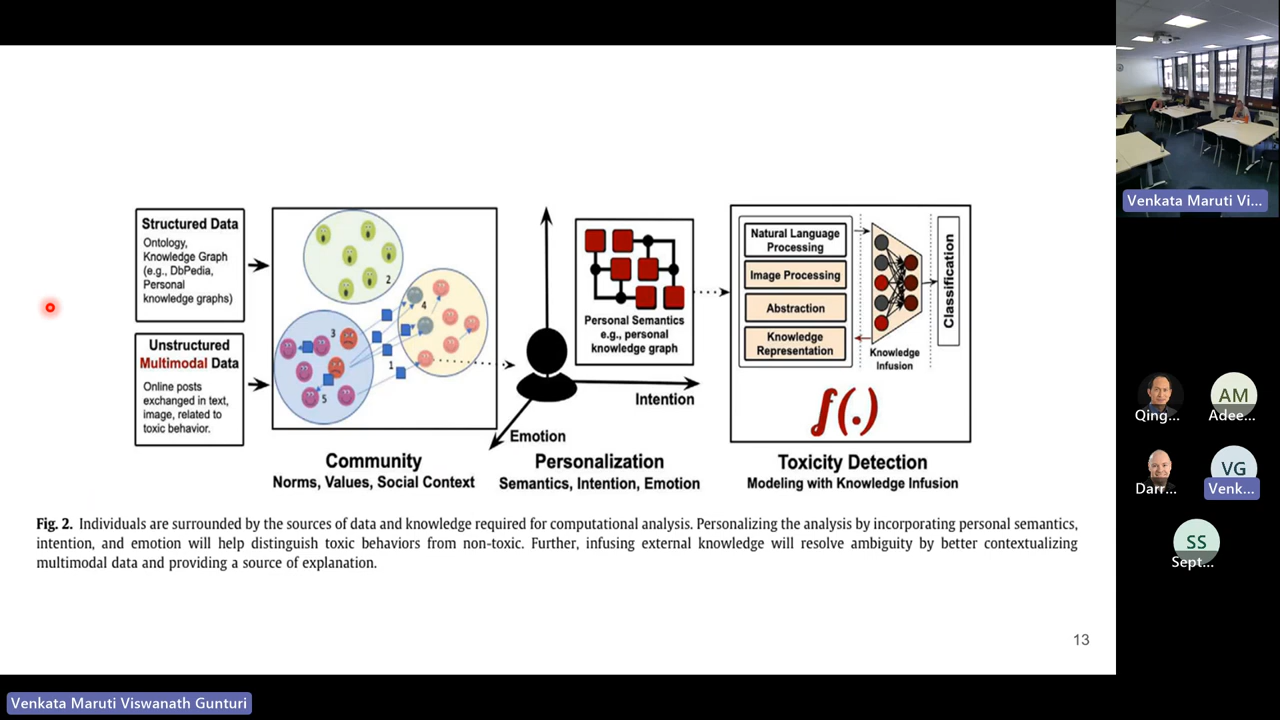 Structured Data
Ontology,
Knowledge Graph
(e.g., DbPedia,
Personal
knowledge graphs)
Unstructured
Multimodal Data
Online posts
exchanged in text,
image, related to
toxic behavior.
2
4
3
1
5
Community
Norms, Values, Social Context
Personal Semantics
e.g., personal
knowledge graph
Intention
Emotion
Personalization
Semantics, Intention, Emotion
Natural Language
Processing
Image Processing
Abstraction
Knowledge
Representation
Knowledge
Infusion
Classification
f(.)
Toxicity Detection
Modeling with Knowledge Infusion
Fig. 2. Individuals are surrounded by the sources of data and knowledge required for computational analysis. Personalizing the analysis by incorporating personal semantics,
intention, and emotion will help distinguish toxic behaviors from non-toxic. Further, infusing external knowledge will resolve ambiguity by better contextualizing
multimodal data and providing a source of explanation.
13
Venkata Maruti Viswanath Gunturi
Venkata Maruti Vi...
Qing...
AM
Adee...
Darr...
VG
Venk...
SS
Sept...